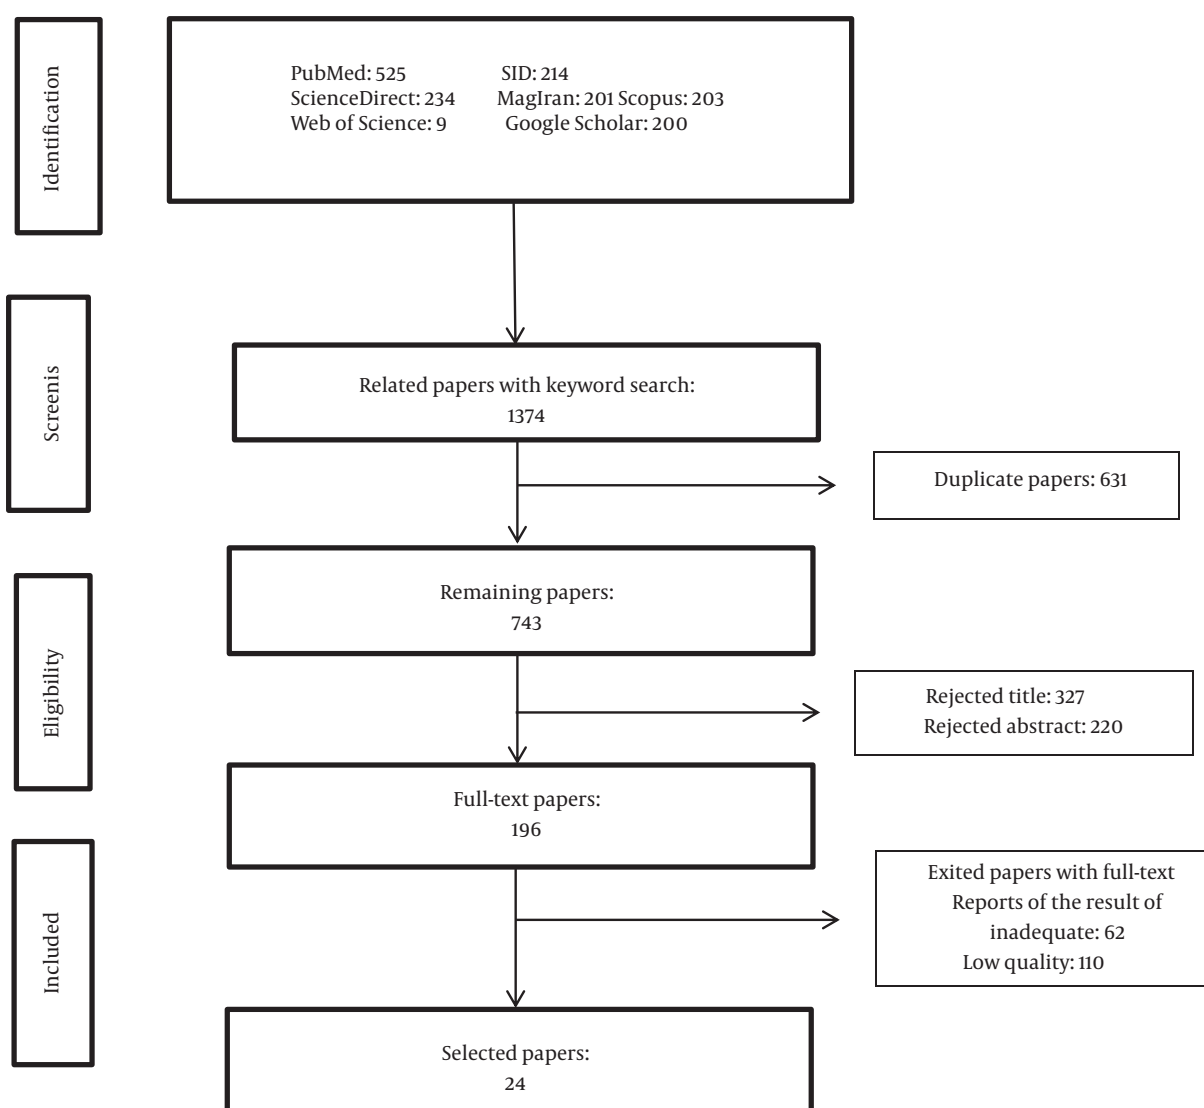 Identification
PubMed: 525 SID: 214
ScienceDirect: 234 MagIran: 201 Scopus: 203
Web of Science: 9 Google Scholar: 200
Screenis
Related papers with keyword search:
1374
Duplicate papers: 631
Eligibility
Remaining papers:
743
Rejected title: 327
Rejected abstract: 220
Full-text papers:
196
Included
Exited papers with full-text
Reports of the result of
inadequate: 62
Low quality: 110
Selected papers:
24